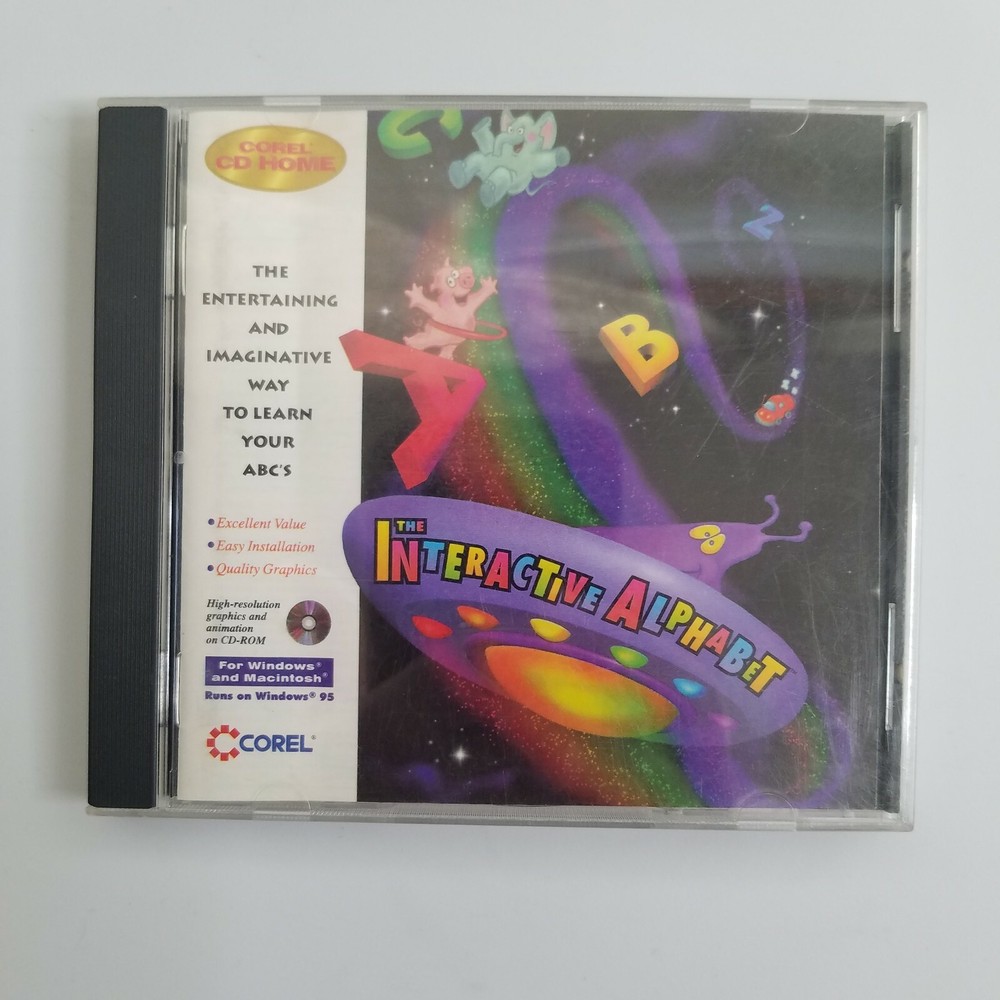 COREL®
CD HOME
THE
ENTERTAINING
AND
IMAGINATIVE
WAY
TO LEARN
YOUR
ABC'S
•Excellent Value
•Easy Installation
•Quality Graphics
High-resolution
graphics and
animation
on CD-ROM
For Windows®
and Macintosh®
Runs on Windows® 95
COREL®
C
Z
B
A
THE
INTERACTIVE ALPHABET